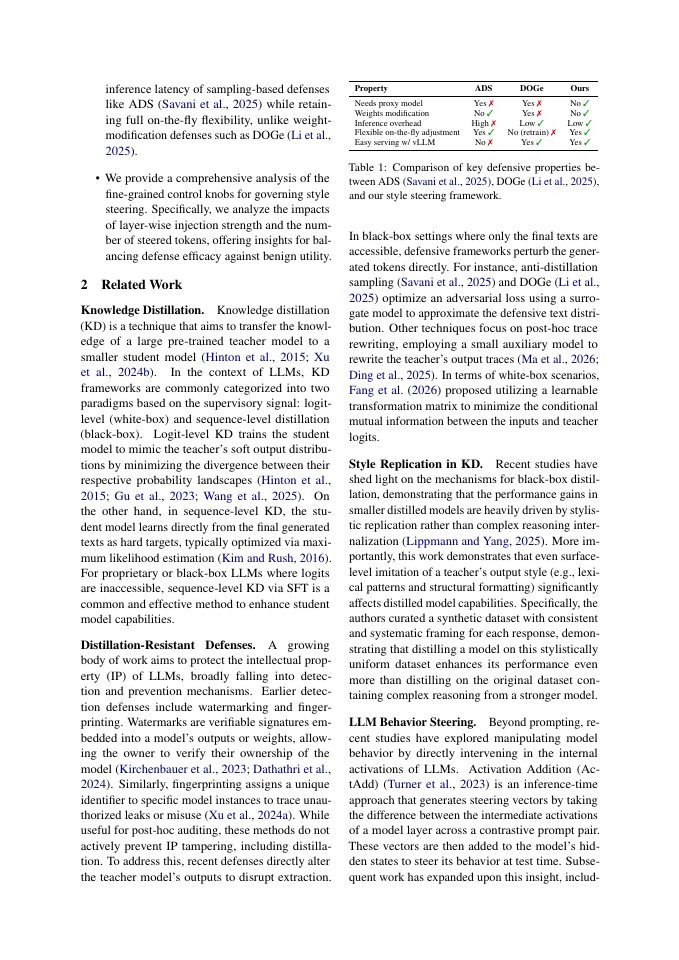 inference latency of sampling-based defenses
like ADS (Savani et al., 2025) while retain-
ing full on-the-fly flexibility, unlike weight-
modification defenses such as DOGe (Li et al.,
2025).
• We provide a comprehensive analysis of the
fine-grained control knobs for governing style
steering. Specifically, we analyze the impacts
of layer-wise injection strength and the num-
ber of steered tokens, offering insights for bal-
ancing defense efficacy against benign utility.
2 Related Work
Knowledge Distillation. Knowledge distillation
(KD) is a technique that aims to transfer the knowl-
edge of a large pre-trained teacher model to a
smaller student model (Hinton et al., 2015; Xu
et al., 2024b). In the context of LLMs, KD
frameworks are commonly categorized into two
paradigms based on the supervisory signal: logit-
level (white-box) and sequence-level distillation
(black-box). Logit-level KD trains the student
model to mimic the teacher's soft output distribu-
tions by minimizing the divergence between their
respective probability landscapes (Hinton et al.,
2015; Gu et al., 2023; Wang et al., 2025). On
the other hand, in sequence-level KD, the stu-
dent model learns directly from the final generated
texts as hard targets, typically optimized via maxi-
mum likelihood estimation (Kim and Rush, 2016).
For proprietary or black-box LLMs where logits
are inaccessible, sequence-level KD via SFT is a
common and effective method to enhance student
model capabilities.
Distillation-Resistant Defenses. A growing
body of work aims to protect the intellectual prop-
erty (IP) of LLMs, broadly falling into detec-
tion and prevention mechanisms. Earlier detec-
tion defenses include watermarking and finger-
printing. Watermarks are verifiable signatures em-
bedded into a model's outputs or weights, allow-
ing the owner to verify their ownership of the
model (Kirchenbauer et al., 2023; Dathathri et al.,
2024). Similarly, fingerprinting assigns a unique
identifier to specific model instances to trace unau-
thorized leaks or misuse (Xu et al., 2024a). While
useful for post-hoc auditing, these methods do not
actively prevent IP tampering, including distilla-
tion. To address this, recent defenses directly alter
the teacher model's outputs to disrupt extraction.
Property ADS DOGe Ours
Needs proxy model Yes ✗ Yes ✗ No ✓
Weights modification No ✓ Yes ✗ No ✓
Inference overhead High ✗ Low ✓ Low ✓
Flexible on-the-fly adjustment Yes ✓ No (retrain) ✗ Yes ✓
Easy serving w/ vLLM No ✗ Yes ✓ Yes ✓
Table 1: Comparison of key defensive properties be-
tween ADS (Savani et al., 2025), DOGe (Li et al., 2025),
and our style steering framework.
In black-box settings where only the final texts are
accessible, defensive frameworks perturb the gener-
ated tokens directly. For instance, anti-distillation
sampling (Savani et al., 2025) and DOGe (Li et al.,
2025) optimize an adversarial loss using a surro-
gate model to approximate the defensive text distri-
bution. Other techniques focus on post-hoc trace
rewriting, employing a small auxiliary model to
rewrite the teacher's output traces (Ma et al., 2026;
Ding et al., 2025). In terms of white-box scenarios,
Fang et al. (2026) proposed utilizing a learnable
transformation matrix to minimize the conditional
mutual information between the inputs and teacher
logits.
Style Replication in KD. Recent studies have
shed light on the mechanisms for black-box distil-
lation, demonstrating that the performance gains in
smaller distilled models are heavily driven by stylis-
tic replication rather than complex reasoning inter-
nalization (Lippmann and Yang, 2025). More im-
portantly, this work demonstrates that even surface-
level imitation of a teacher's output style (e.g., lexi-
cal patterns and structural formatting) significantly
affects distilled model capabilities. Specifically, the
authors curated a synthetic dataset with consistent
and systematic framing for each response, demon-
strating that distilling a model on this stylistically
uniform dataset enhances its performance even
more than distilling on the original dataset con-
taining complex reasoning from a stronger model.
LLM Behavior Steering. Beyond prompting, re-
cent studies have explored manipulating model
behavior by directly intervening in the internal
activations of LLMs. Activation Addition (Ac-
tAdd) (Turner et al., 2023) is an inference-time
approach that generates steering vectors by taking
the difference between the intermediate activations
of a model layer across a contrastive prompt pair.
These vectors are then added to the model's hid-
den states to steer its behavior at test time. Subse-
quent work has expanded upon this insight, includ-